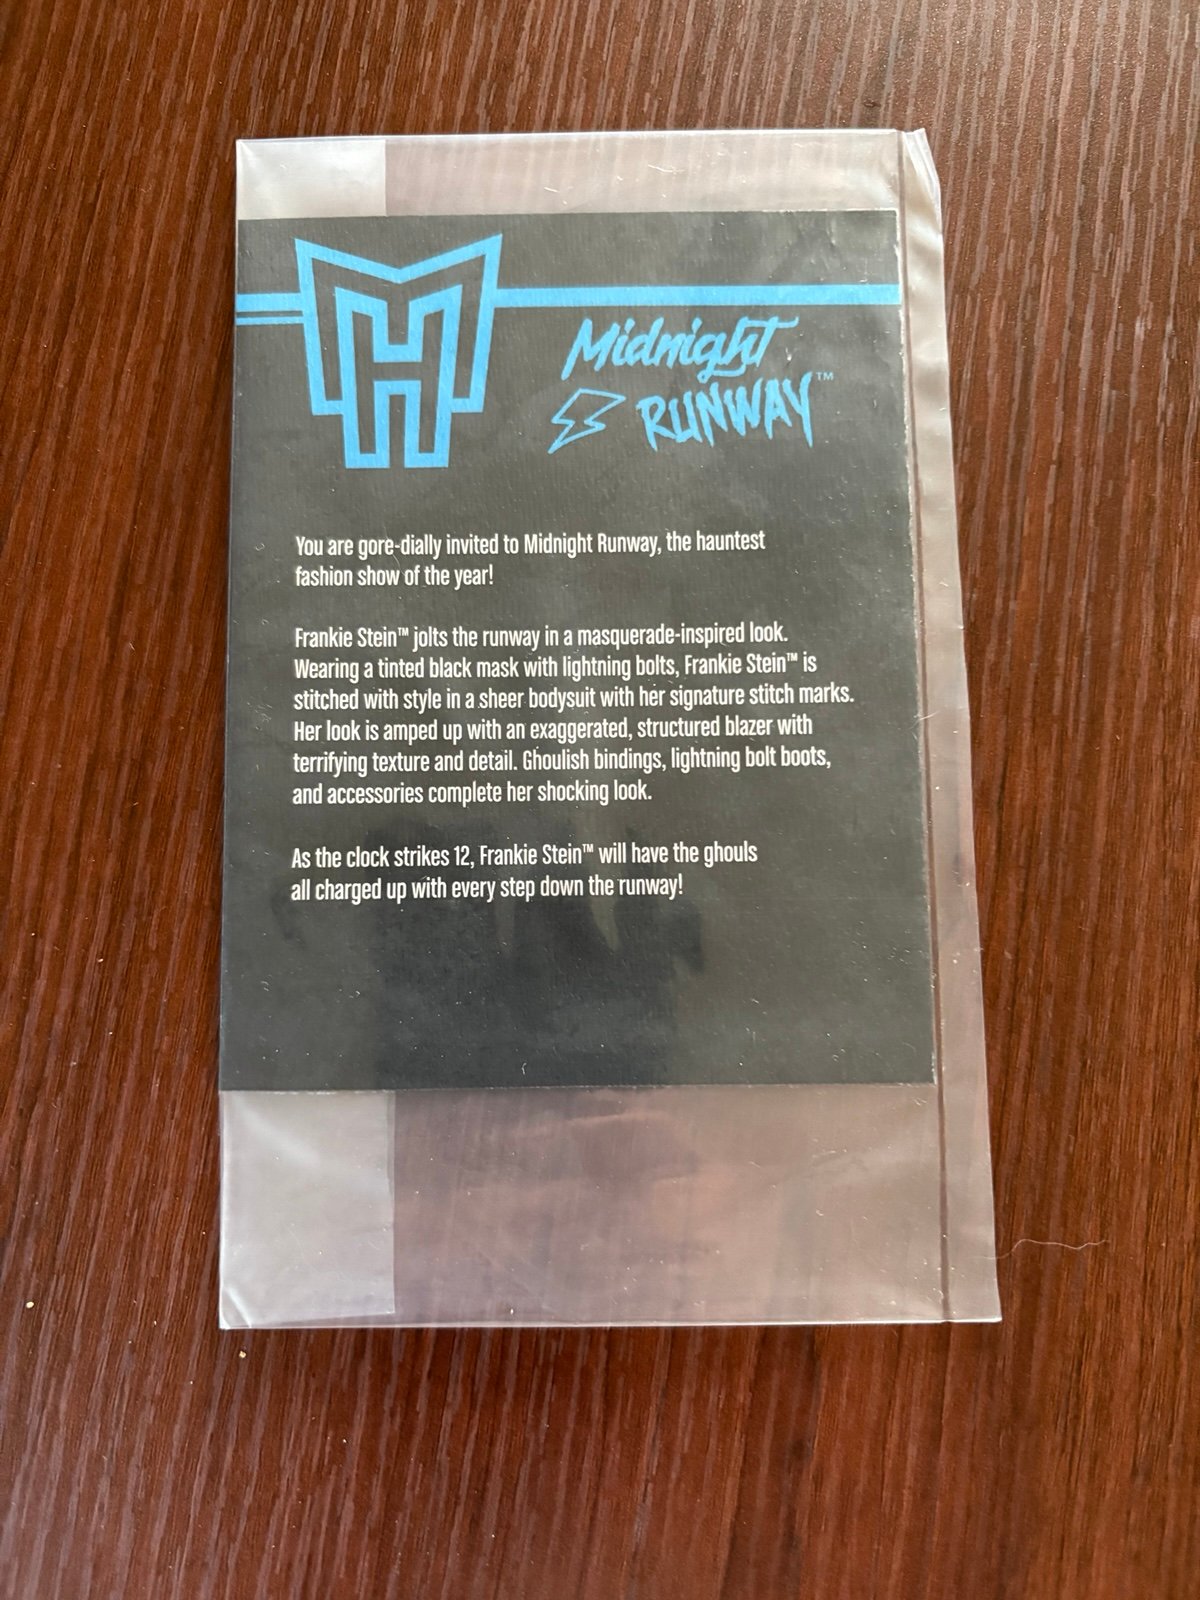 MH
Midnight
RUNWAY™
You are gore-dially invited to Midnight Runway, the hauntest
fashion show of the year!
Frankie Stein™ jolts the runway in a masquerade-inspired look.
Wearing a tinted black mask with lightning bolts, Frankie Stein™ is
stitched with style in a sheer bodysuit with her signature stitch marks.
Her look is amped up with an exaggerated, structured blazer with
terrifying texture and detail. Ghoulish bindings, lightning bolt boots,
and accessories complete her shocking look.
As the clock strikes 12, Frankie Stein™ will have the ghouls
all charged up with every step down the runway!